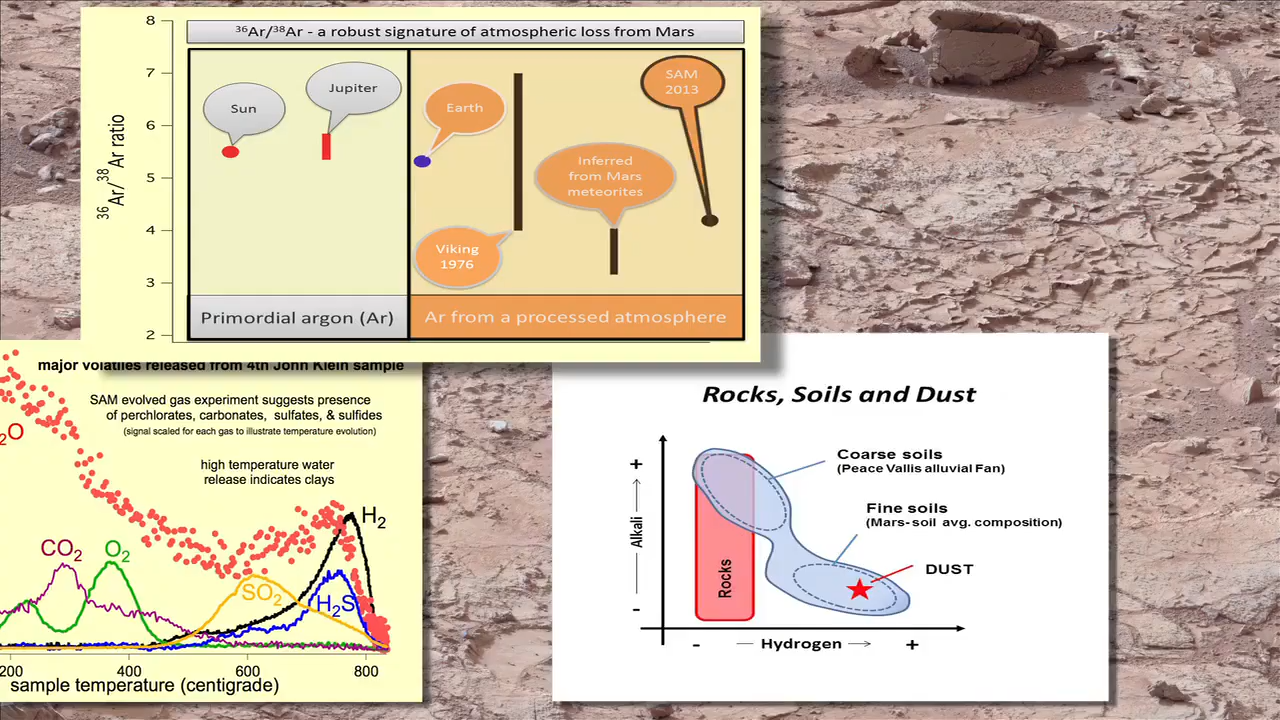 ³⁶Ar/³⁸Ar - a robust signature of atmospheric loss from Mars
8
7
6
5
4
3
2
³⁶Ar/³⁸ Ar ratio
Sun
Jupiter
Earth
Viking
1976
Inferred
from Mars
meteorites
SAM
2013
Primordial argon (Ar)
Ar from a processed atmosphere
major volatiles released from 4th John Klein sample
SAM evolved gas experiment suggests presence
of perchlorates, carbonates, sulfates, & sulfides
(signal scaled for each gas to illustrate temperature evolution)
high temperature water
release indicates clays
₂O
CO₂
O₂
SO₂
H₂S
H₂
200
400
600
800
sample temperature (centigrade)
Rocks, Soils and Dust
Coarse soils
(Peace Vallis alluvial Fan)
Fine soils
(Mars-soil avg. composition)
DUST
Rocks
+
Alkali
-
- Hydrogen +